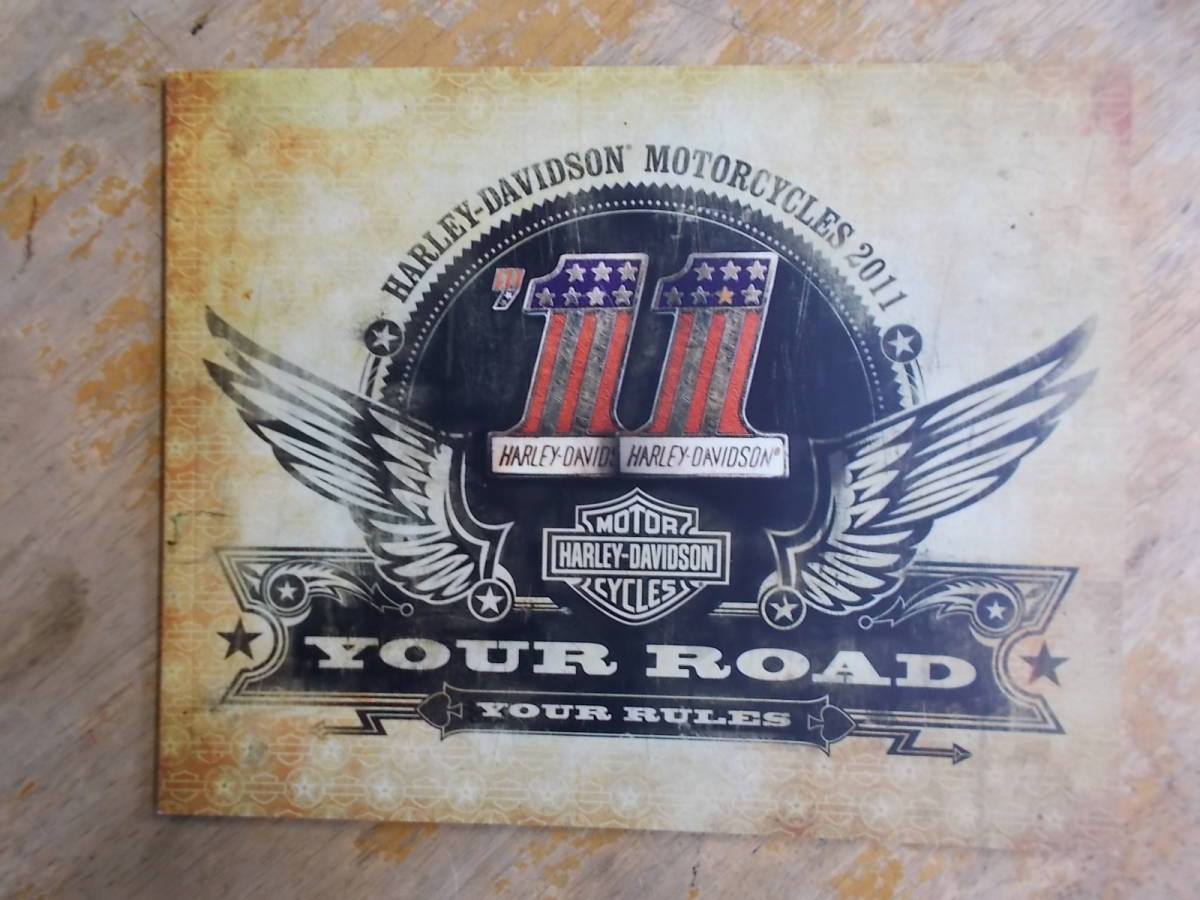 HARLEY-DAVIDSON® MOTORCYCLES 2011
'11
HARLEY-DAVIDS HARLEY-DAVIDSON®
MOTOR
HARLEY-DAVIDSON
CYCLES
YOUR ROAD
YOUR RULES